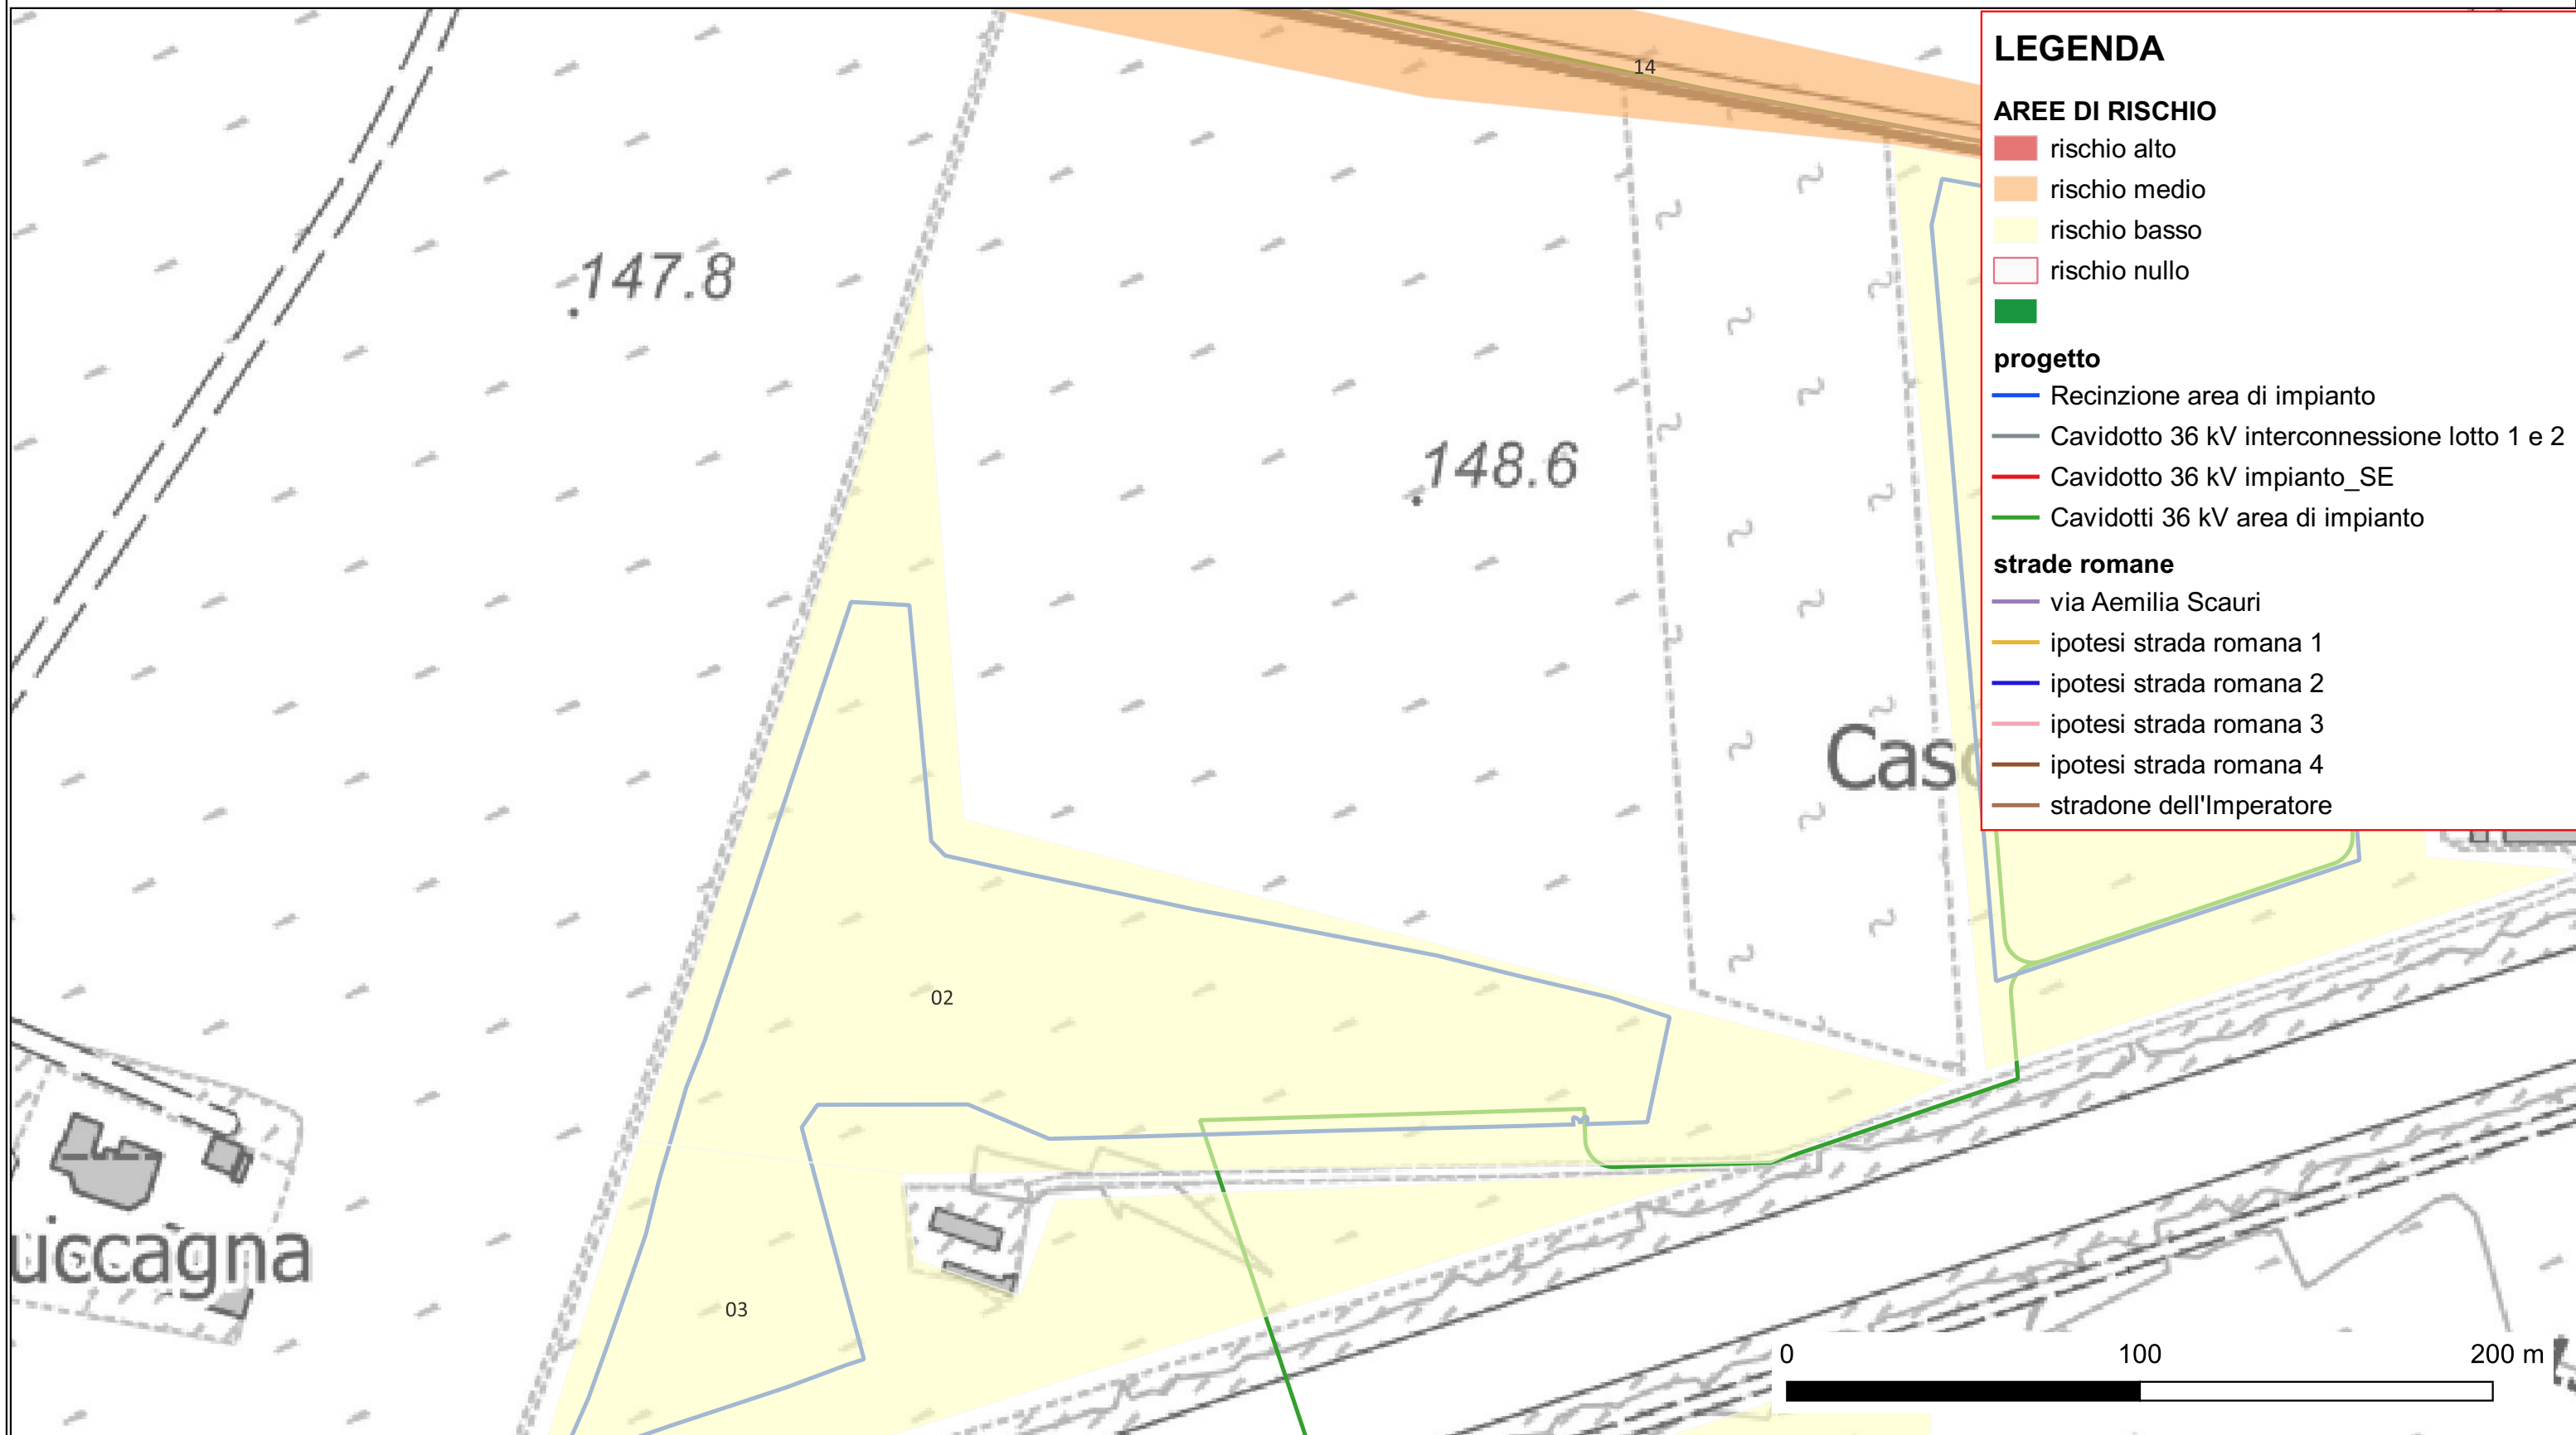 14
147.8
148.6
Casc
02
uccagna
03
LEGENDA
AREE DI RISCHIO
rischio alto
rischio medio
rischio basso
rischio nullo
progetto
Recinzione area di impianto
Cavidotto 36 kV interconnessione lotto 1 e 2
Cavidotto 36 kV impianto_SE
Cavidotti 36 kV area di impianto
strade romane
via Aemilia Scauri
ipotesi strada romana 1
ipotesi strada romana 2
ipotesi strada romana 3
ipotesi strada romana 4
stradone dell'Imperatore
0 100 200 m